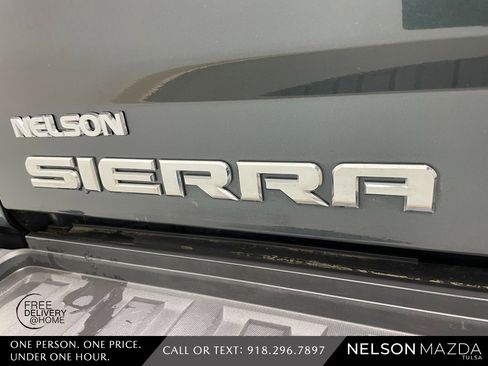 NELSON
SIERRA
FREE
DELIVERY
@HOME
ONE PERSON. ONE PRICE.
UNDER ONE HOUR.
CALL OR TEXT: 918.296.7897
NELSON MAZDA
TULSA